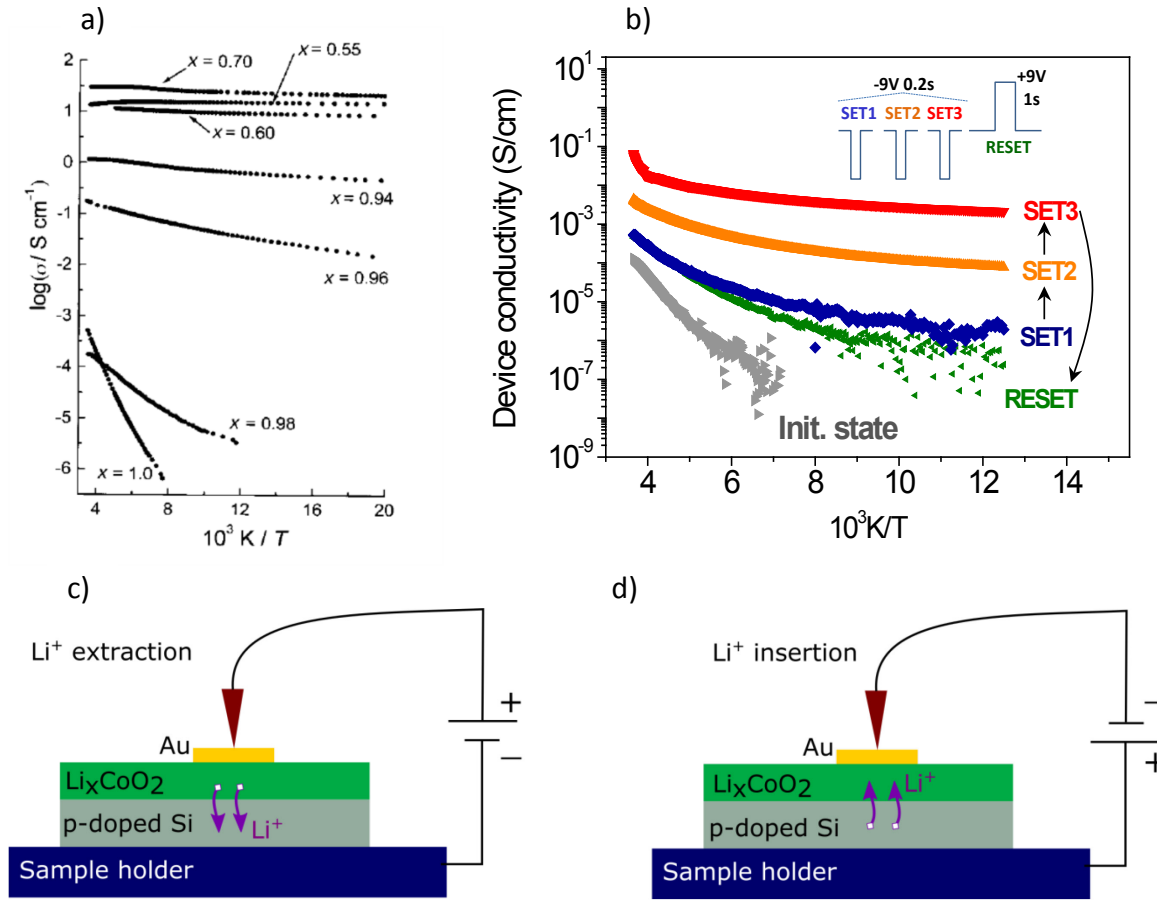 a)
2
1
0
-1
-2
-3
-4
-5
-6
log(σ/ S cm⁻¹)
x = 0.70
x = 0.55
x = 0.60
x = 0.94
x = 0.96
x = 0.98
x = 1.0
4 8 12 16 20
10³ K / T
b)
10¹
10⁻¹
10⁻³
10⁻⁵
10⁻⁷
10⁻⁹
Device conductivity (S/cm)
-9V 0.2s
SET1 SET2 SET3
+9V
1s
RESET
SET3
SET2
SET1
RESET
Init. state
4 6 8 10 12 14
10³K/T
c)
Li⁺ extraction
+
−
Au
LiₓCoO₂
p-doped Si
Li⁺
Sample holder
d)
Li⁺ insertion
−
+
Au
LiₓCoO₂
Li⁺
p-doped Si
Sample holder